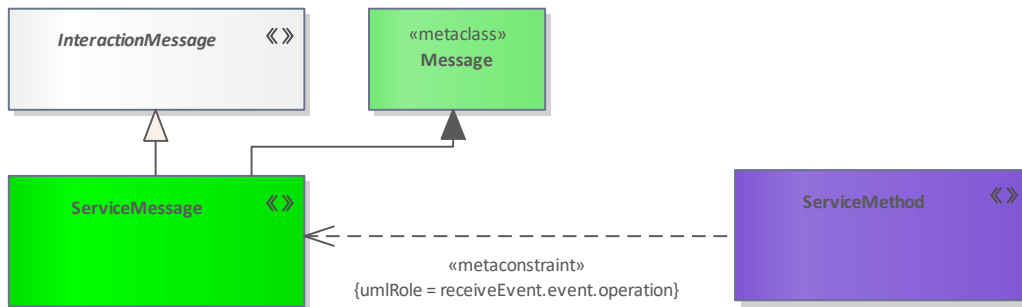 InteractionMessage «»
«metaclass»
Message
ServiceMessage «»
ServiceMethod «»
«metaconstraint»
{umlRole = receiveEvent.event.operation}